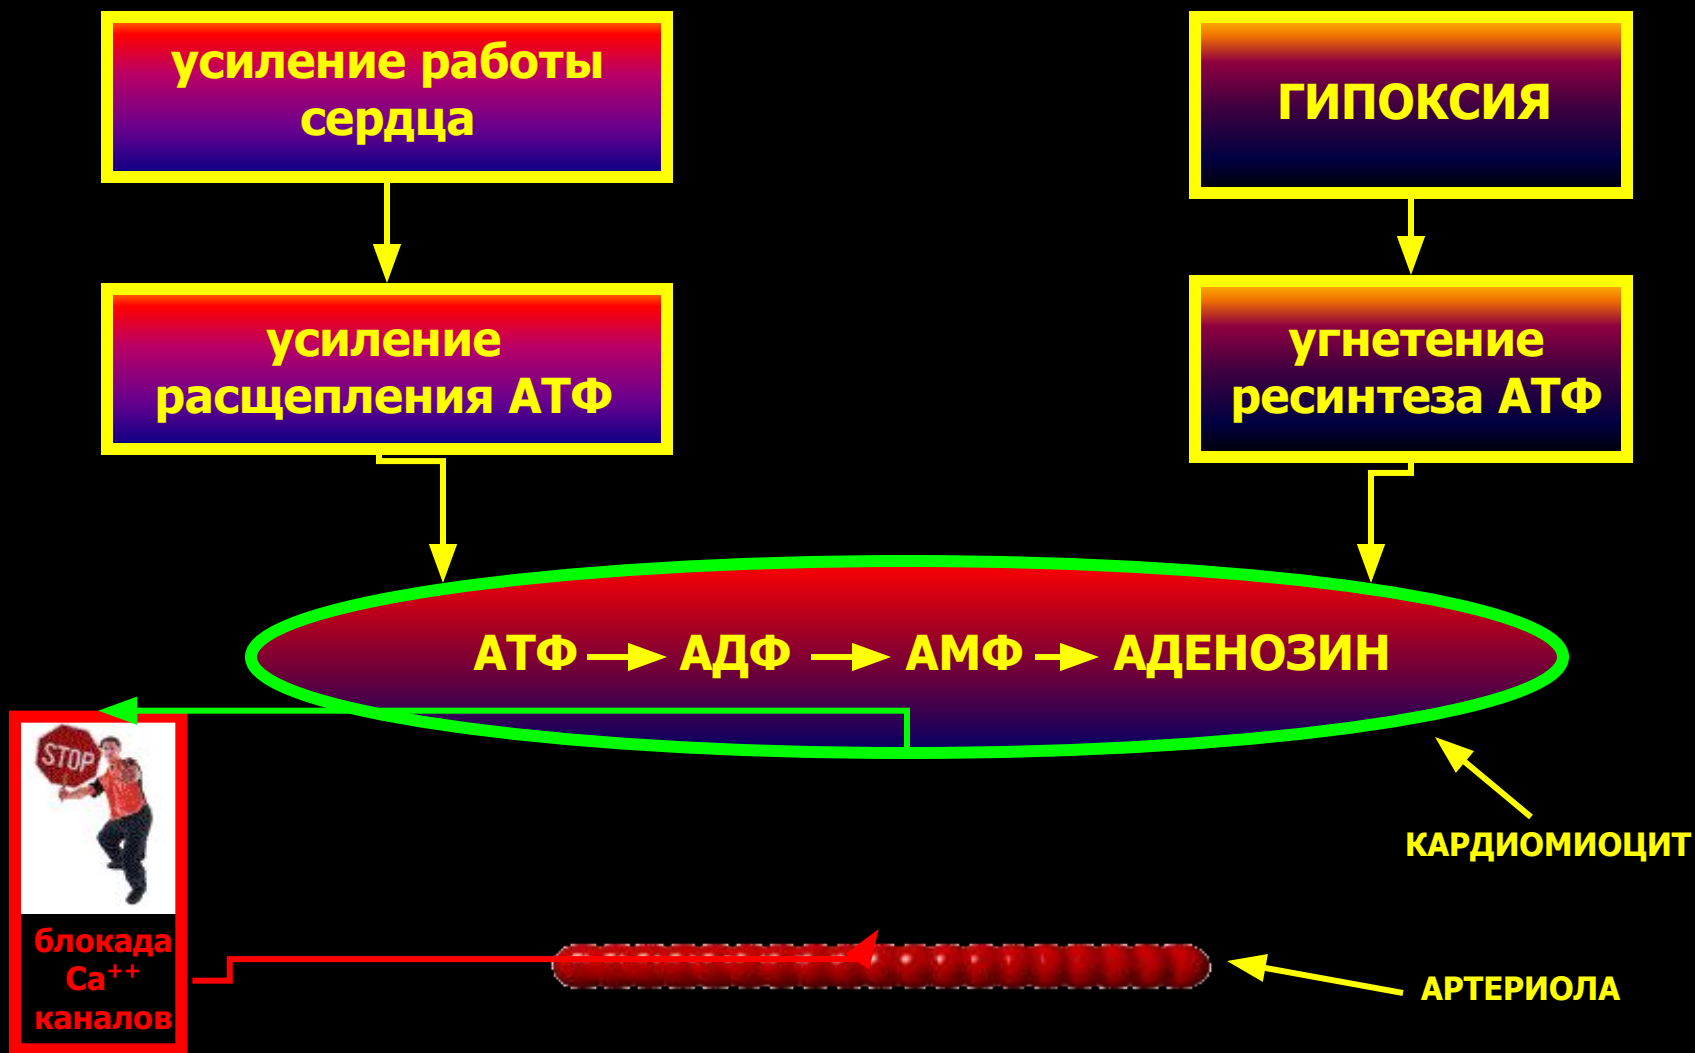 усиление работы
сердца
ГИПОКСИЯ
усиление
расщепления АТФ
угнетение
ресинтеза АТФ
АТФ АДФ АМФ АДЕНОЗИН
STOP
КАРДИОМИОЦИТ
блокада
Са⁺⁺
каналов
АРТЕРИОЛА